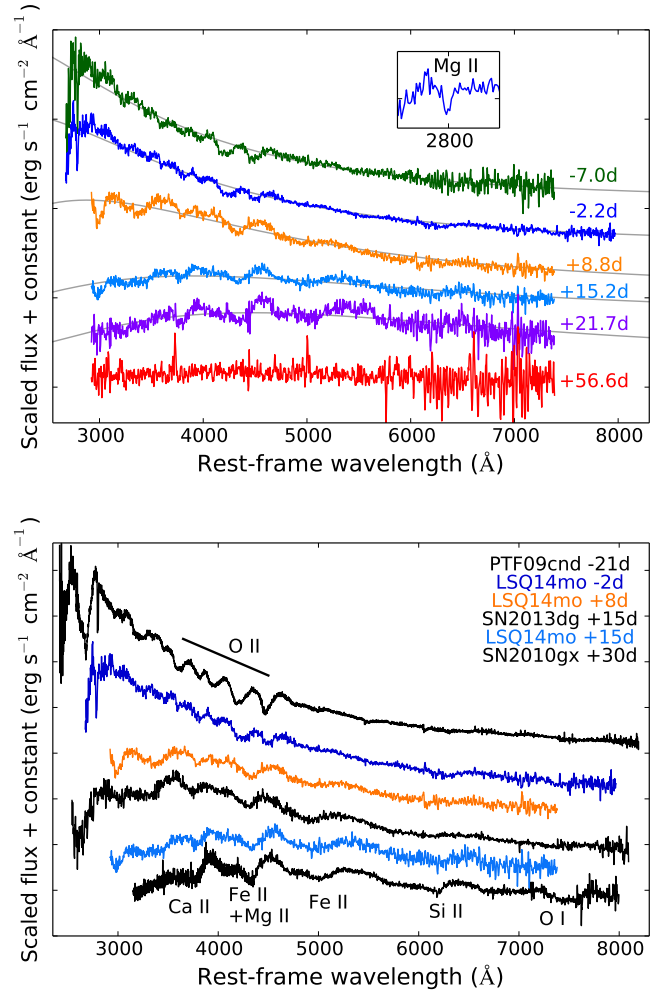 Scaled flux + constant (erg s−1 cm−2 Å−1)
Mg II
2800
-7.0d
-2.2d
+8.8d
+15.2d
+21.7d
+56.6d
3000 4000 5000 6000 7000 8000
Rest-frame wavelength (Å)
Scaled flux + constant (erg s−1 cm−2 Å−1)
PTF09cnd -21d
LSQ14mo -2d
LSQ14mo +8d
SN2013dg +15d
LSQ14mo +15d
SN2010gx +30d
O II
Ca II
Fe II
+Mg II
Fe II
Si II
O I
3000 4000 5000 6000 7000 8000
Rest-frame wavelength (Å)